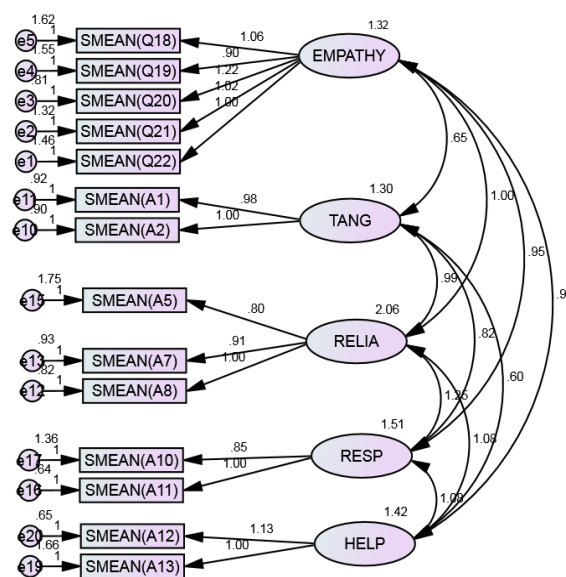 1.62
e5 1 SMEAN(Q18) 1.06 1.32
1.55 EMPATHY
e4 1 SMEAN(Q19) .90
.81 1.22
e3 1 SMEAN(Q20) 1.02
1.32 1.00
e2 1 SMEAN(Q21)
1.46 .65
e1 1 SMEAN(Q22)
.92 1.30 1.00
e11 1 SMEAN(A1) .98 .95
.90 TANG
e10 1 SMEAN(A2) 1.00
1.75 .99 .9
e15 1 SMEAN(A5) .80 2.06 .82
.93 RELIA
e13 1 SMEAN(A7) .91 .60
.82 1.00
e12 1 SMEAN(A8) 1.25
1.36 1.51 1.08
e17 1 SMEAN(A10) .85
.64 RESP
e16 1 SMEAN(A11) 1.00
.65 1.42 1.08
e20 1 SMEAN(A12) 1.13
1.66 HELP
e19 1 SMEAN(A13) 1.00